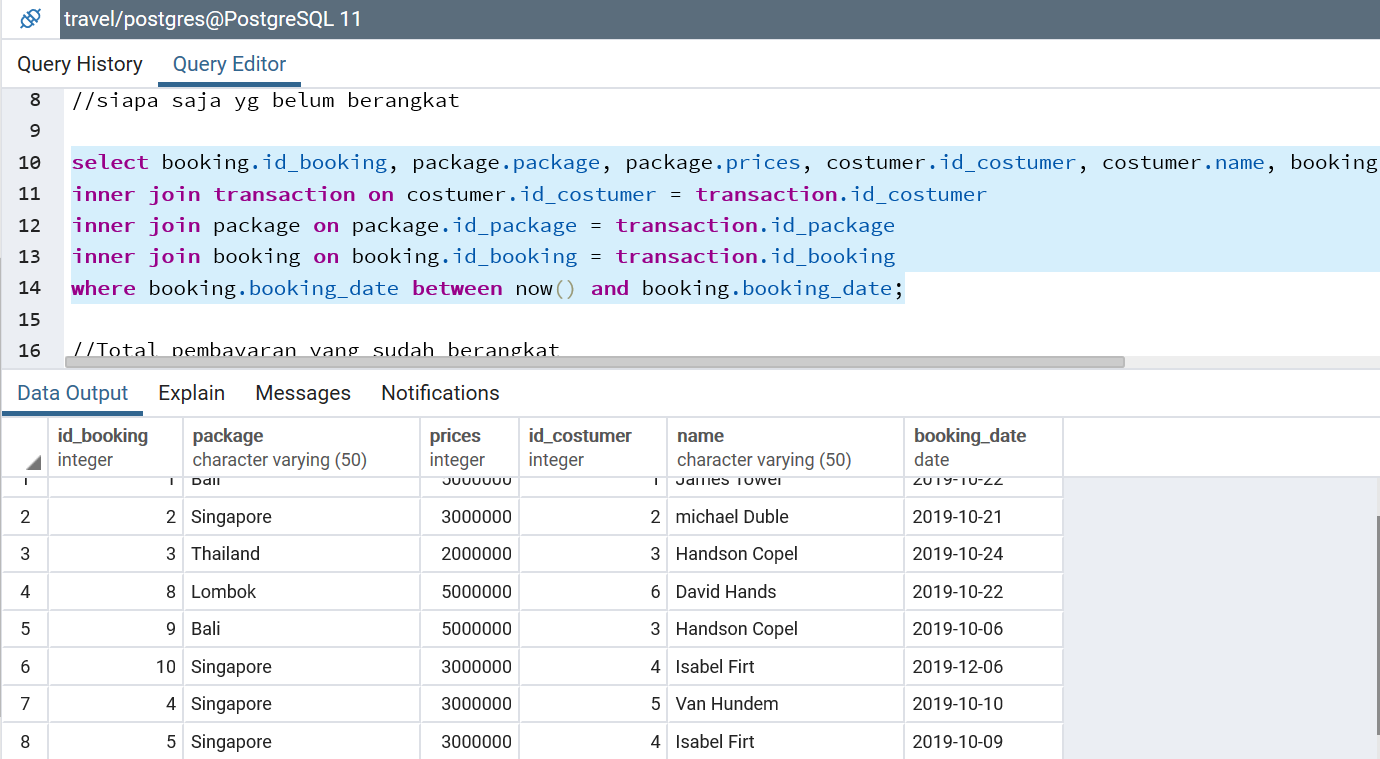 travel/postgres@PostgreSQL 11
Query History Query Editor
8 //siapa saja yg belum berangkat
9
10 select booking.id_booking, package.package, package.prices, costumer.id_costumer, costumer.name, booking
11 inner join transaction on costumer.id_costumer = transaction.id_costumer
12 inner join package on package.id_package = transaction.id_package
13 inner join booking on booking.id_booking = transaction.id_booking
14 where booking.booking_date between now() and booking.booking_date;
15
16 //Total pembayaran yang sudah berangkat
Data Output Explain Messages Notifications
id_booking package prices id_costumer name booking_date
integer character varying (50) integer integer character varying (50) date
1 1 Bali 5000000 1 James Tower 2019-10-22
2 2 Singapore 3000000 2 michael Duble 2019-10-21
3 3 Thailand 2000000 3 Handson Copel 2019-10-24
4 8 Lombok 5000000 6 David Hands 2019-10-22
5 9 Bali 5000000 3 Handson Copel 2019-10-06
6 10 Singapore 3000000 4 Isabel Firt 2019-12-06
7 4 Singapore 3000000 5 Van Hundem 2019-10-10
8 5 Singapore 3000000 4 Isabel Firt 2019-10-09